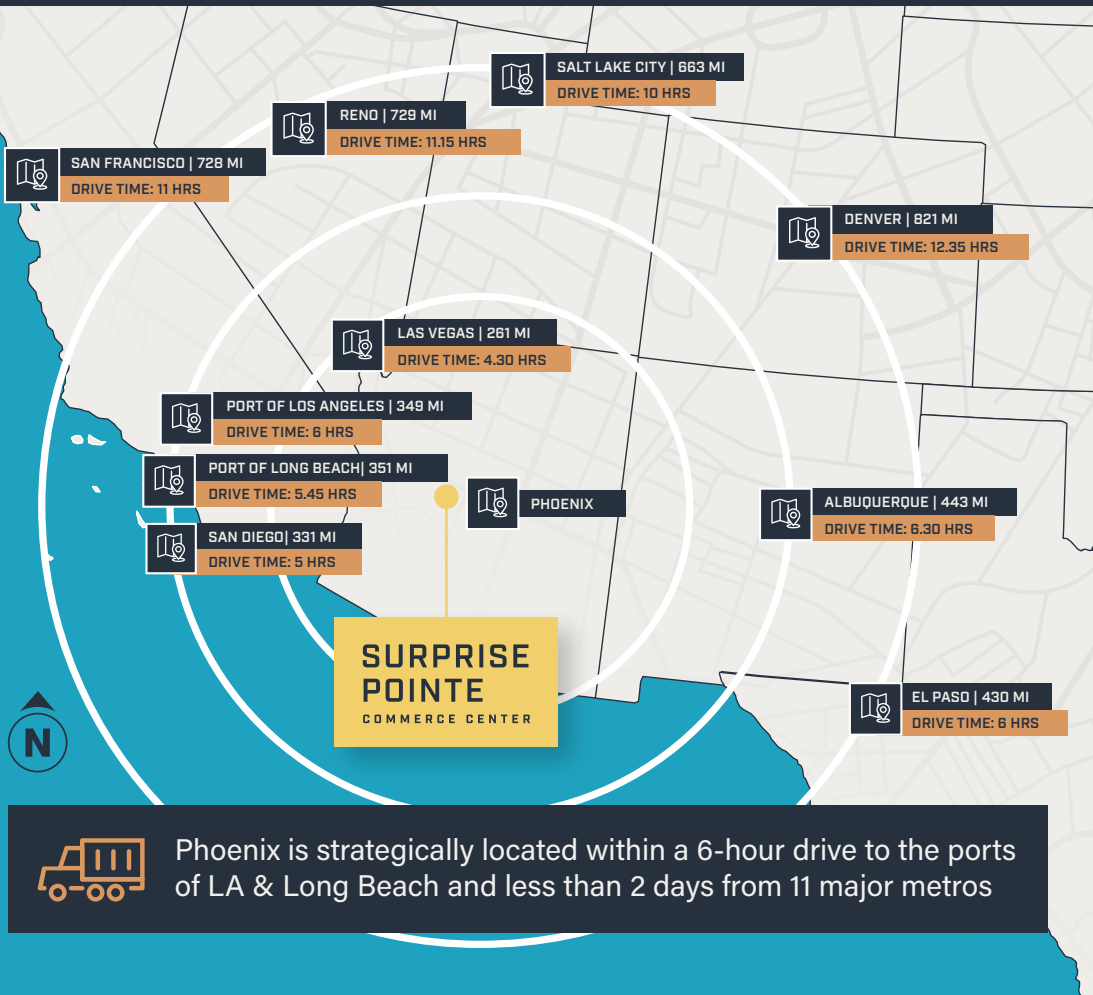 SALT LAKE CITY | 663 MI
DRIVE TIME: 10 HRS
RENO | 729 MI
DRIVE TIME: 11.15 HRS
SAN FRANCISCO | 728 MI
DRIVE TIME: 11 HRS
DENVER | 821 MI
DRIVE TIME: 12.35 HRS
LAS VEGAS | 261 MI
DRIVE TIME: 4.30 HRS
PORT OF LOS ANGELES | 349 MI
DRIVE TIME: 6 HRS
PORT OF LONG BEACH| 351 MI
DRIVE TIME: 5.45 HRS
PHOENIX
ALBUQUERQUE | 443 MI
DRIVE TIME: 6.30 HRS
SAN DIEGO| 331 MI
DRIVE TIME: 5 HRS
SURPRISE
POINTE
COMMERCE CENTER
EL PASO | 430 MI
DRIVE TIME: 6 HRS
N
Phoenix is strategically located within a 6-hour drive to the ports
of LA & Long Beach and less than 2 days from 11 major metros